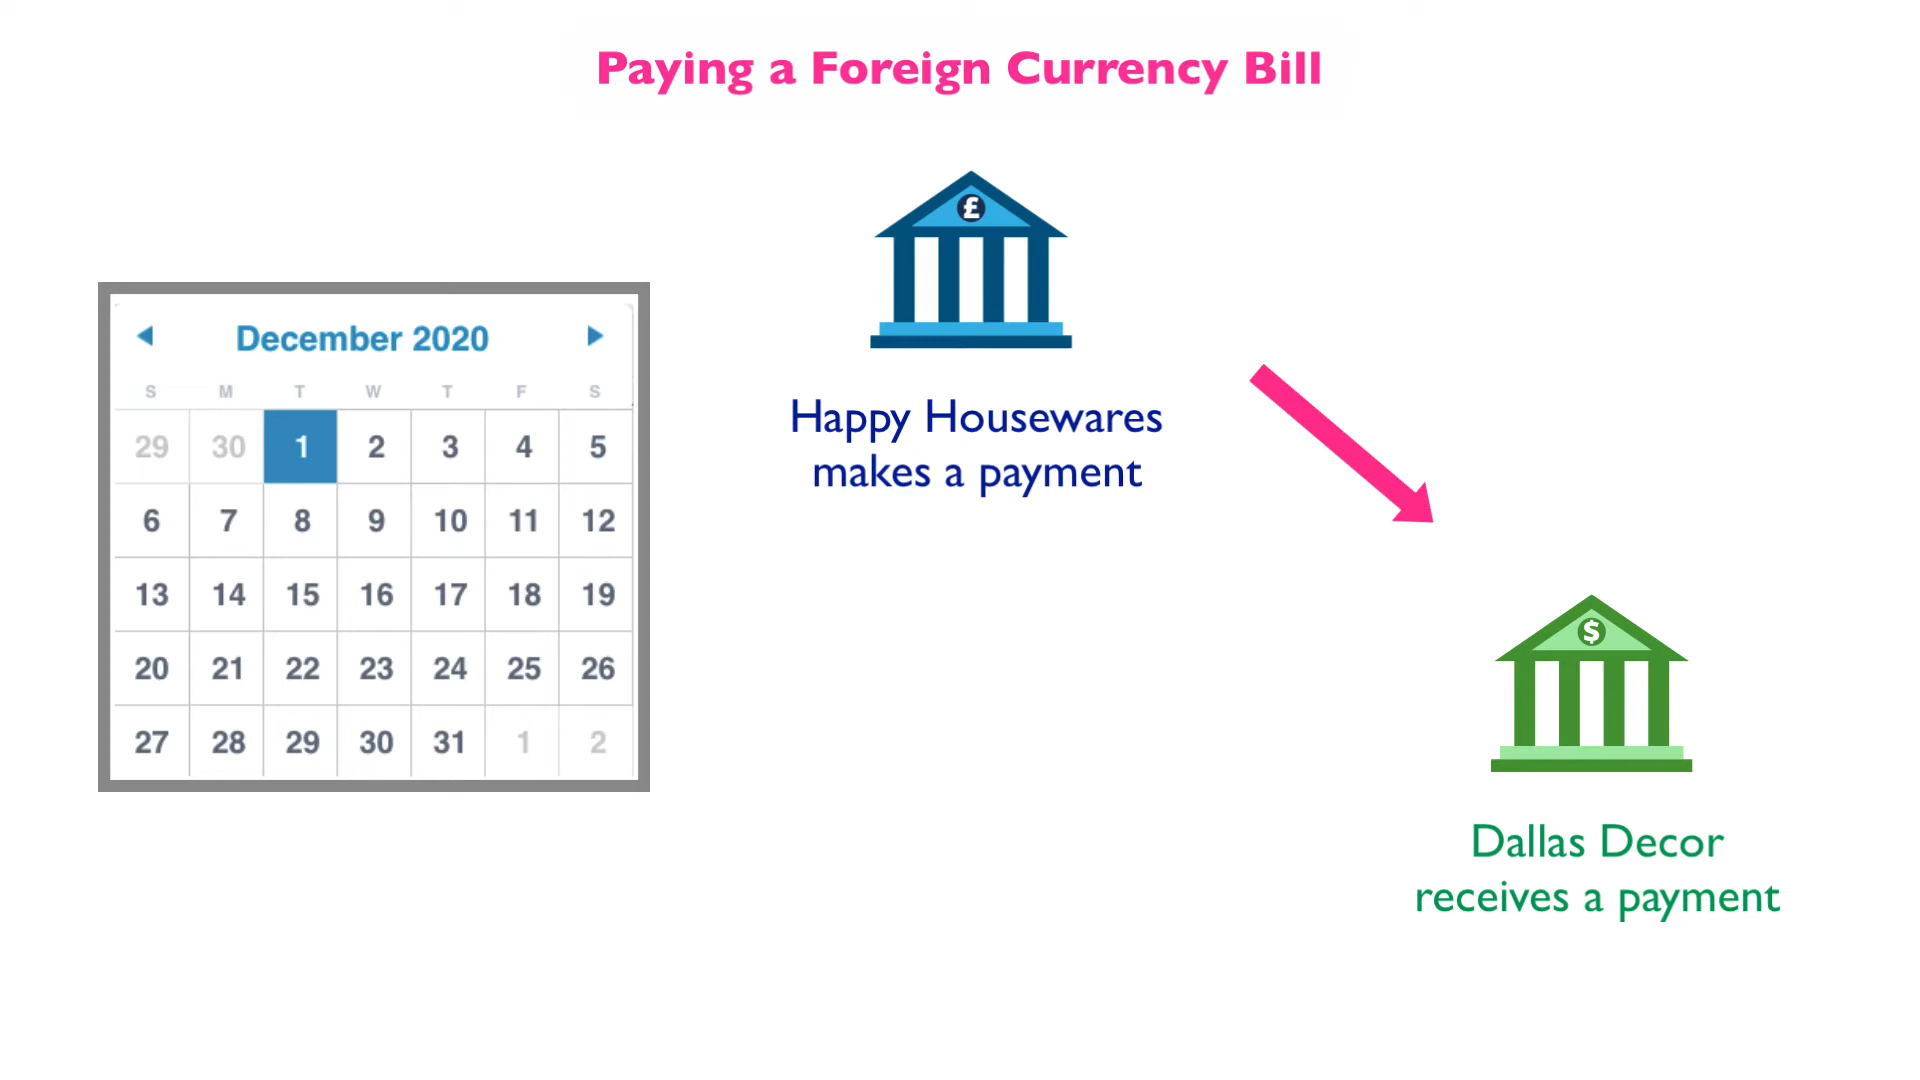 Paying a Foreign Currency Bill
£
Happy Housewares
makes a payment
December 2020
S M T W T F S
29 30 1 2 3 4 5
6 7 8 9 10 11 12
13 14 15 16 17 18 19
20 21 22 23 24 25 26
27 28 29 30 31 1 2
$
Dallas Decor
receives a payment